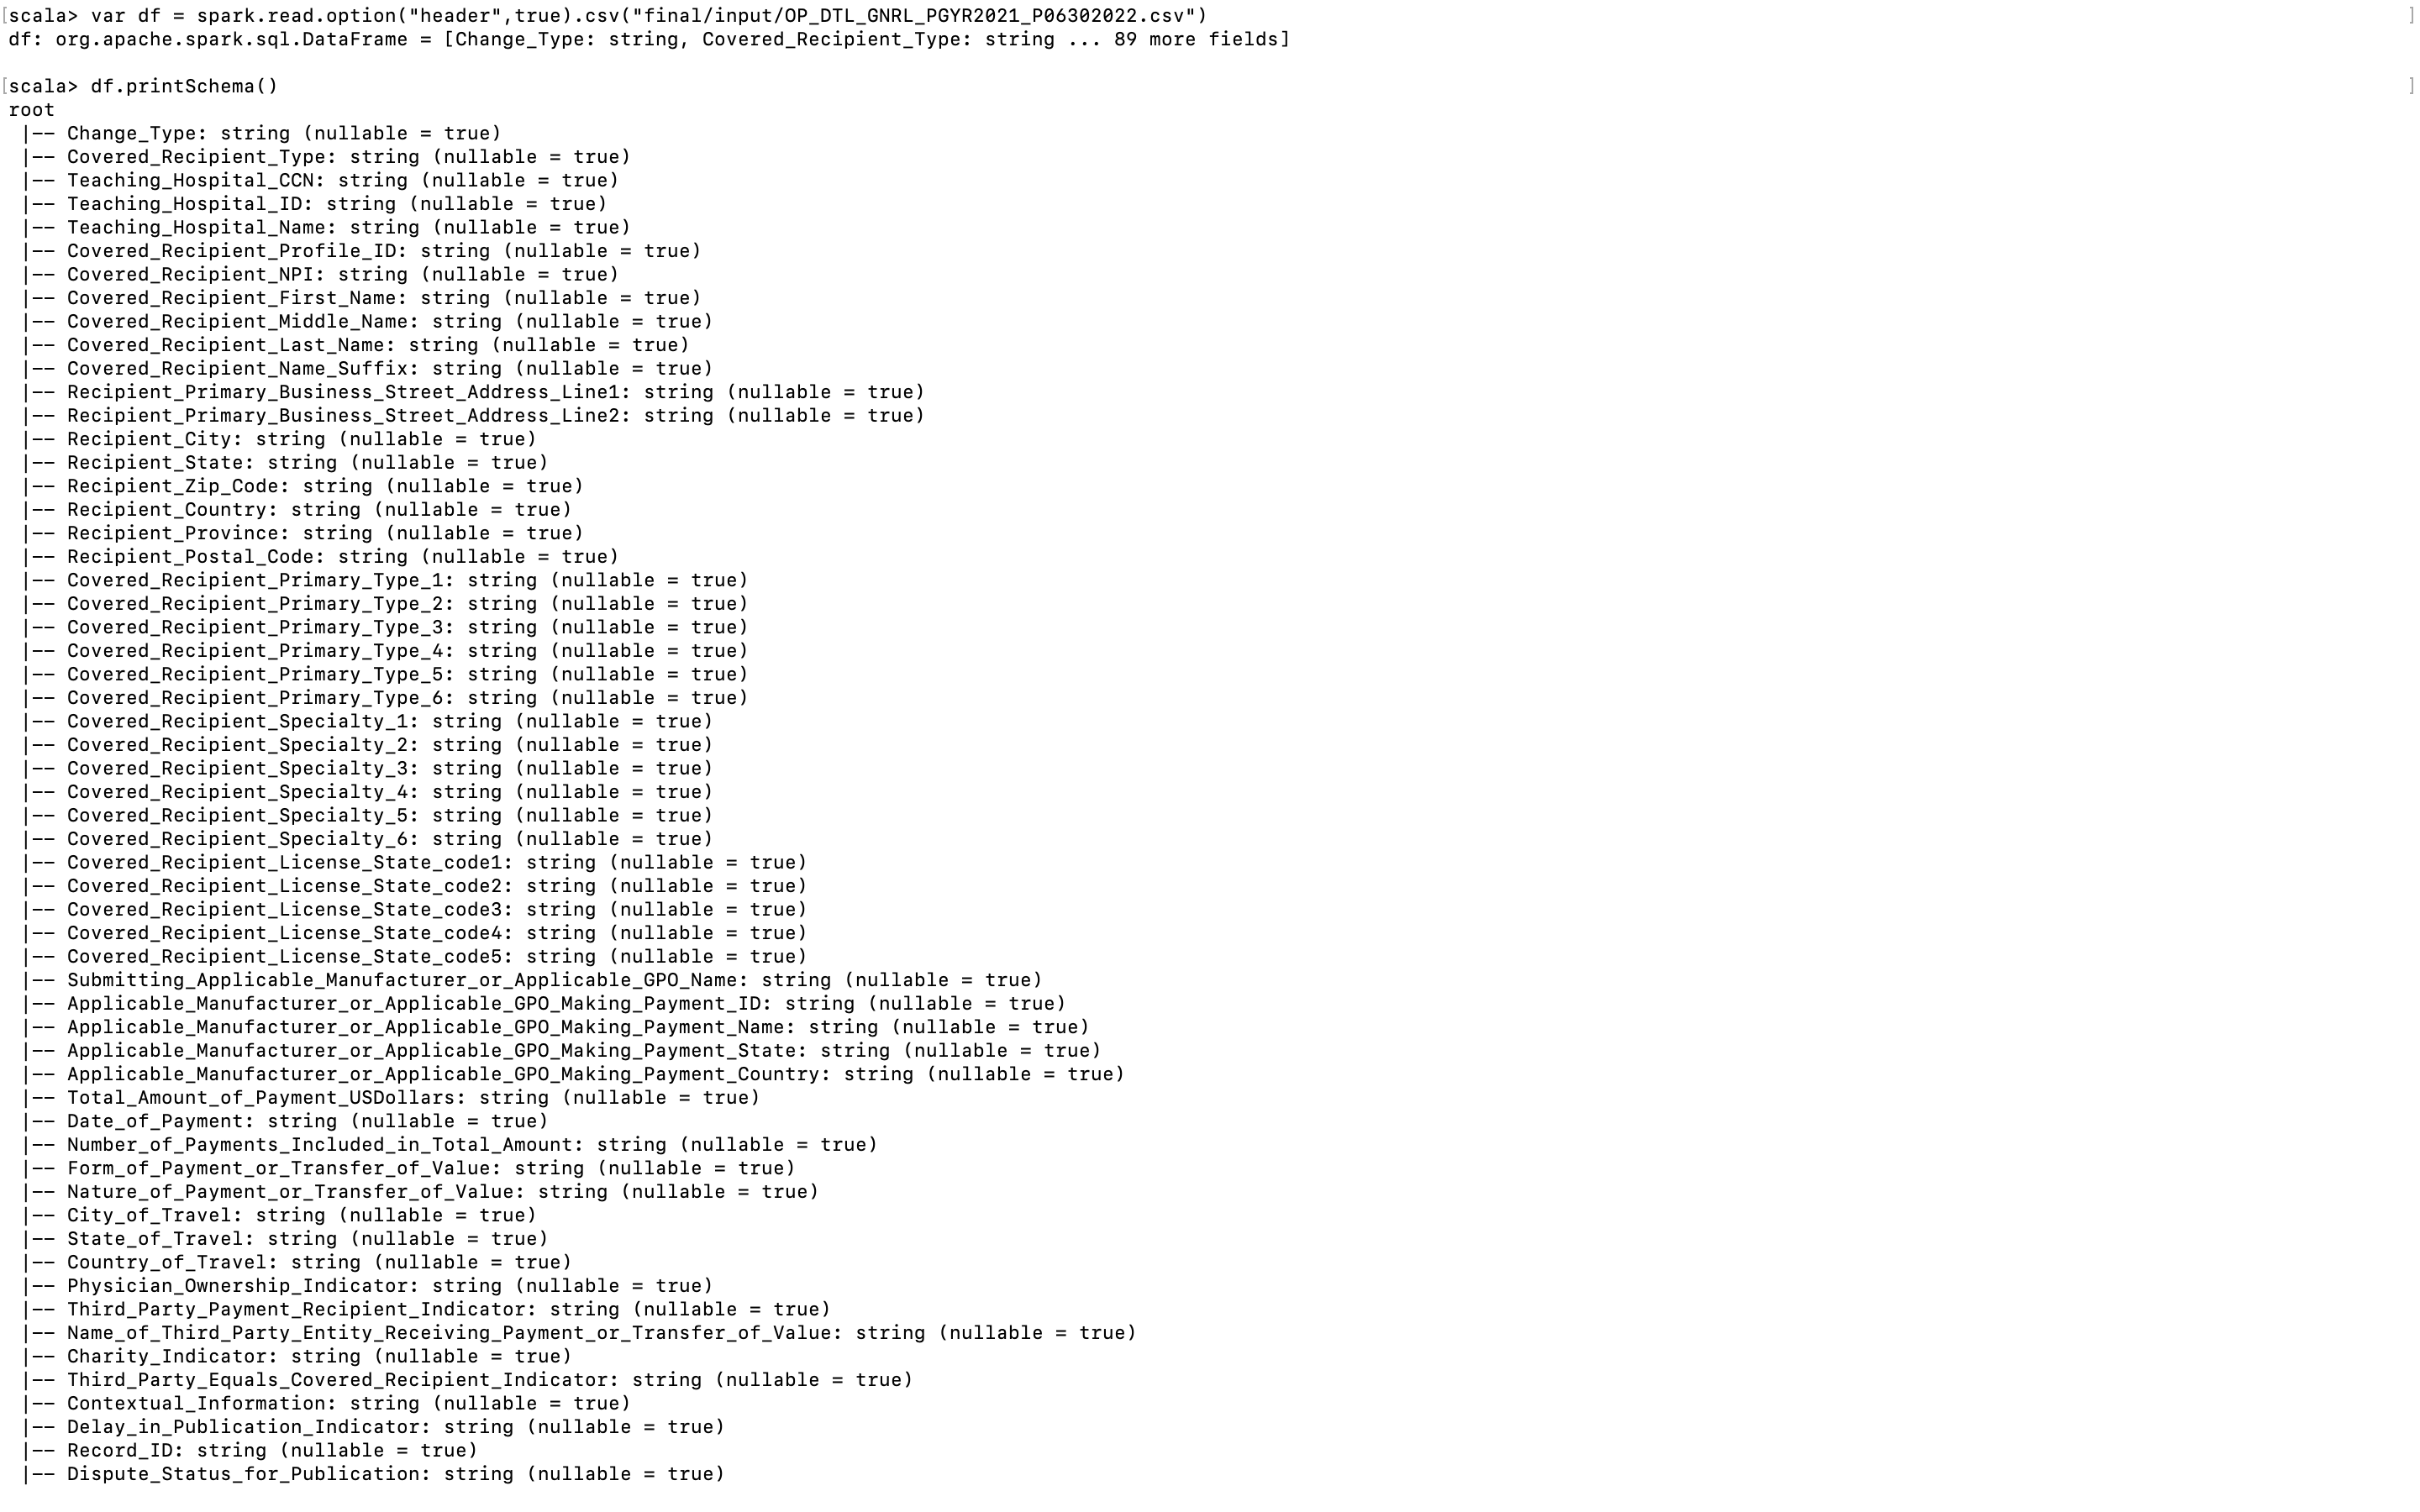 [scala> var df = spark.read.option("header",true).csv("final/input/OP_DTL_GNRL_PGYR2021_P06302022.csv") ]
df: org.apache.spark.sql.DataFrame = [Change_Type: string, Covered_Recipient_Type: string ... 89 more fields]
[scala> df.printSchema() ]
root
|-- Change_Type: string (nullable = true)
|-- Covered_Recipient_Type: string (nullable = true)
|-- Teaching_Hospital_CCN: string (nullable = true)
|-- Teaching_Hospital_ID: string (nullable = true)
|-- Teaching_Hospital_Name: string (nullable = true)
|-- Covered_Recipient_Profile_ID: string (nullable = true)
|-- Covered_Recipient_NPI: string (nullable = true)
|-- Covered_Recipient_First_Name: string (nullable = true)
|-- Covered_Recipient_Middle_Name: string (nullable = true)
|-- Covered_Recipient_Last_Name: string (nullable = true)
|-- Covered_Recipient_Name_Suffix: string (nullable = true)
|-- Recipient_Primary_Business_Street_Address_Line1: string (nullable = true)
|-- Recipient_Primary_Business_Street_Address_Line2: string (nullable = true)
|-- Recipient_City: string (nullable = true)
|-- Recipient_State: string (nullable = true)
|-- Recipient_Zip_Code: string (nullable = true)
|-- Recipient_Country: string (nullable = true)
|-- Recipient_Province: string (nullable = true)
|-- Recipient_Postal_Code: string (nullable = true)
|-- Covered_Recipient_Primary_Type_1: string (nullable = true)
|-- Covered_Recipient_Primary_Type_2: string (nullable = true)
|-- Covered_Recipient_Primary_Type_3: string (nullable = true)
|-- Covered_Recipient_Primary_Type_4: string (nullable = true)
|-- Covered_Recipient_Primary_Type_5: string (nullable = true)
|-- Covered_Recipient_Primary_Type_6: string (nullable = true)
|-- Covered_Recipient_Specialty_1: string (nullable = true)
|-- Covered_Recipient_Specialty_2: string (nullable = true)
|-- Covered_Recipient_Specialty_3: string (nullable = true)
|-- Covered_Recipient_Specialty_4: string (nullable = true)
|-- Covered_Recipient_Specialty_5: string (nullable = true)
|-- Covered_Recipient_Specialty_6: string (nullable = true)
|-- Covered_Recipient_License_State_code1: string (nullable = true)
|-- Covered_Recipient_License_State_code2: string (nullable = true)
|-- Covered_Recipient_License_State_code3: string (nullable = true)
|-- Covered_Recipient_License_State_code4: string (nullable = true)
|-- Covered_Recipient_License_State_code5: string (nullable = true)
|-- Submitting_Applicable_Manufacturer_or_Applicable_GPO_Name: string (nullable = true)
|-- Applicable_Manufacturer_or_Applicable_GPO_Making_Payment_ID: string (nullable = true)
|-- Applicable_Manufacturer_or_Applicable_GPO_Making_Payment_Name: string (nullable = true)
|-- Applicable_Manufacturer_or_Applicable_GPO_Making_Payment_State: string (nullable = true)
|-- Applicable_Manufacturer_or_Applicable_GPO_Making_Payment_Country: string (nullable = true)
|-- Total_Amount_of_Payment_USDollars: string (nullable = true)
|-- Date_of_Payment: string (nullable = true)
|-- Number_of_Payments_Included_in_Total_Amount: string (nullable = true)
|-- Form_of_Payment_or_Transfer_of_Value: string (nullable = true)
|-- Nature_of_Payment_or_Transfer_of_Value: string (nullable = true)
|-- City_of_Travel: string (nullable = true)
|-- State_of_Travel: string (nullable = true)
|-- Country_of_Travel: string (nullable = true)
|-- Physician_Ownership_Indicator: string (nullable = true)
|-- Third_Party_Payment_Recipient_Indicator: string (nullable = true)
|-- Name_of_Third_Party_Entity_Receiving_Payment_or_Transfer_of_Value: string (nullable = true)
|-- Charity_Indicator: string (nullable = true)
|-- Third_Party_Equals_Covered_Recipient_Indicator: string (nullable = true)
|-- Contextual_Information: string (nullable = true)
|-- Delay_in_Publication_Indicator: string (nullable = true)
|-- Record_ID: string (nullable = true)
|-- Dispute_Status_for_Publication: string (nullable = true)